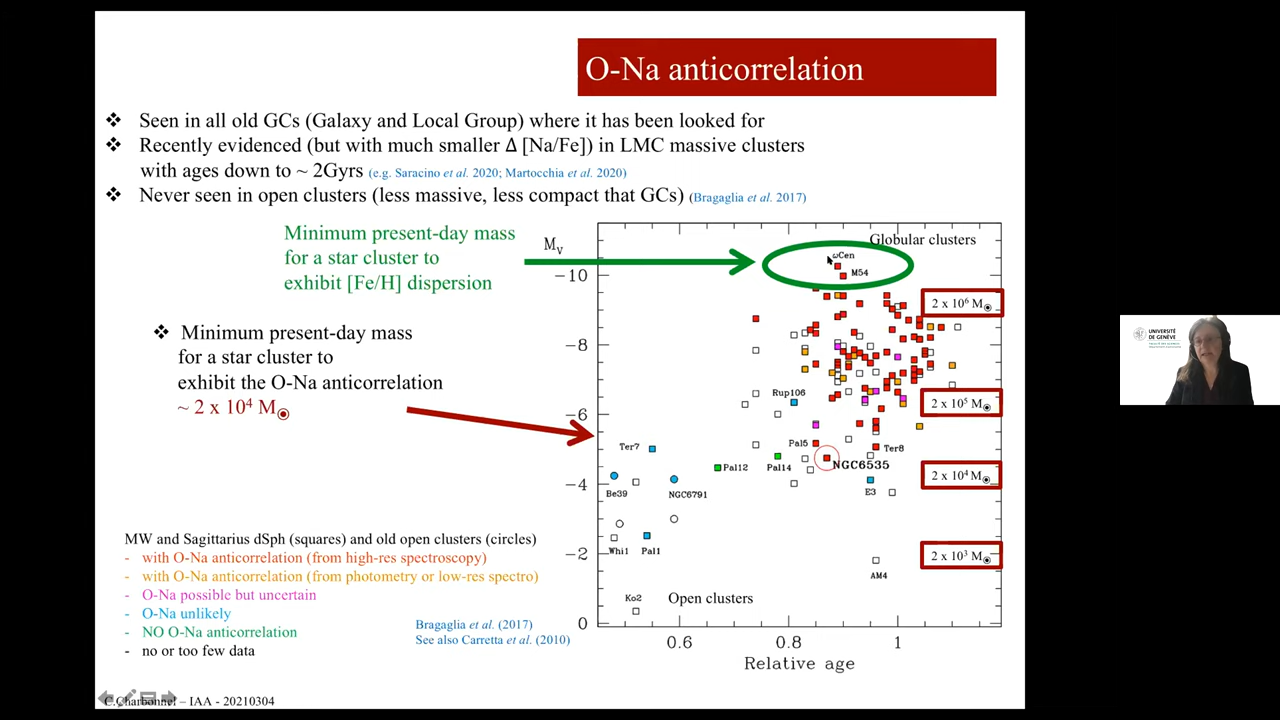 O-Na anticorrelation
❖ Seen in all old GCs (Galaxy and Local Group) where it has been looked for
❖ Recently evidenced (but with much smaller Δ [Na/Fe]) in LMC massive clusters
with ages down to ~ 2Gyrs (e.g. Saracino et al. 2020; Martocchia et al. 2020)
❖ Never seen in open clusters (less massive, less compact that GCs) (Bragaglia et al. 2017)
Minimum present-day mass
for a star cluster to
exhibit [Fe/H] dispersion
❖ Minimum present-day mass
for a star cluster to
exhibit the O-Na anticorrelation
~ 2 x 10⁴ M☉
MW and Sagittarius dSph (squares) and old open clusters (circles)
- with O-Na anticorrelation (from high-res spectroscopy)
- with O-Na anticorrelation (from photometry or low-res spectro)
- O-Na possible but uncertain
- O-Na unlikely
- NO O-Na anticorrelation
- no or too few data
Bragaglia et al. (2017)
See also Carretta et al. (2010)
M_V
Globular clusters
ωCen
M54
−10
2 x 10⁶ M☉
−8
Rup106
2 x 10⁵ M☉
−6
Ter7
Pal5
Ter8
Pal12
Pal14
NGC6535
2 x 10⁴ M☉
−4
Be39
NGC6791
E3
−2
Whi1
Pal1
2 x 10³ M☉
AM4
Ko2
Open clusters
0
0.6
0.8
1
Relative age
C.Charbonnel – IAA - 20210304
UNIVERSITÉ
DE GENÈVE